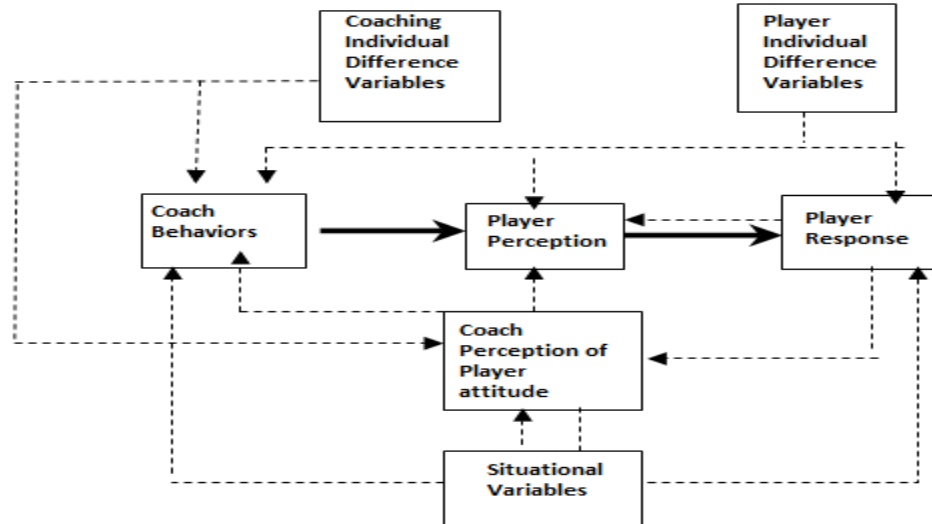 Coaching
Individual
Difference
Variables
Player
Individual
Difference
Variables
Coach
Behaviors
Player
Perception
Player
Response
Coach
Perception of
Player
attitude
Situational
Variables